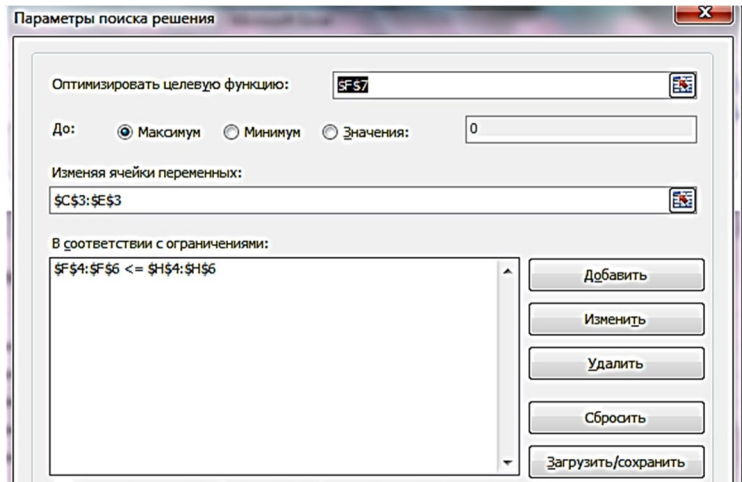 Параметры поиска решения
Оптимизировать целевую функцию:
$F$7
До:
Максимум
Минимум
Значения:
0
Изменяя ячейки переменных:
$C$3:$E$3
В соответствии с ограничениями:
$F$4:$F$6 <= $H$4:$H$6
Добавить
Изменить
Удалить
Сбросить
Загрузить/сохранить